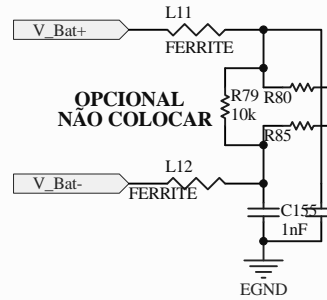 L11
V_Bat+
FERRITE
OPCIONAL
NÃO COLOCAR
R79
10k
R80
R85
L12
V_Bat-
FERRITE
C155
1nF
EGND